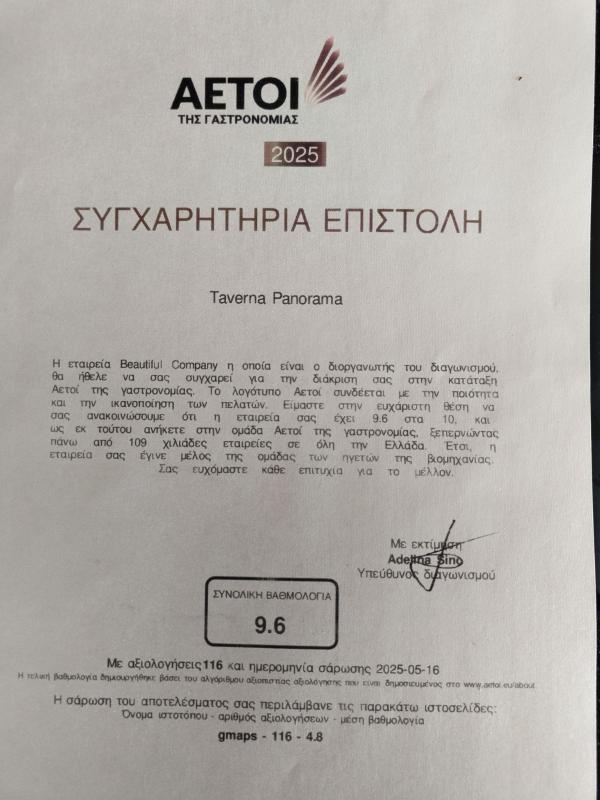 ΑΕΤΟΙ
ΤΗΣ ΓΑΣΤΡΟΝΟΜΙΑΣ
2025
ΣΥΓΧΑΡΗΤΗΡΙΑ ΕΠΙΣΤΟΛΗ
Taverna Panorama
Η εταιρεία Beautiful Company η οποία είναι ο διοργανωτής του διαγωνισμού,
θα ήθελε να σας συγχαρεί για την διάκριση σας στην κατάταξη
Αετοί της γαστρονομίας. Το λογότυπο Αετοί συνδέεται με την ποιότητα
και την ικανοποίηση των πελατών. Είμαστε στην ευχάριστη θέση να
σας ανακοινώσουμε ότι η εταιρεία σας έχει 9.6 στα 10, και
ως εκ τούτου ανήκετε στην ομάδα Αετοί της γαστρονομίας, ξεπερνώντας
πάνω από 109 χιλιάδες εταιρείες σε όλη την Ελλάδα. Έτσι, η
εταιρεία σας έγινε μέλος της ομάδας των ηγετών της βιομηχανίας.
Σας ευχόμαστε κάθε επιτυχία για το μέλλον.
Με εκτίμηση
Adelina Sino
Υπεύθυνος διαγωνισμού
ΣΥΝΟΛΙΚΗ ΒΑΘΜΟΛΟΓΙΑ
9.6
Με αξιολογήσεις 116 και ημερομηνία σάρωσης 2025-05-16
Η τελική βαθμολογία δημιουργήθηκε βάσει του αλγόριθμου αξιοπιστίας αξιολόγησης που είναι δημοσιευμένος στο www.aetoi.eu/about.
Η σάρωση του αποτελέσματος σας περιλάμβανε τις παρακάτω ιστοσελίδες:
Όνομα ιστοτόπου - αριθμός αξιολογήσεων - μέση βαθμολογία
gmaps - 116 - 4.8